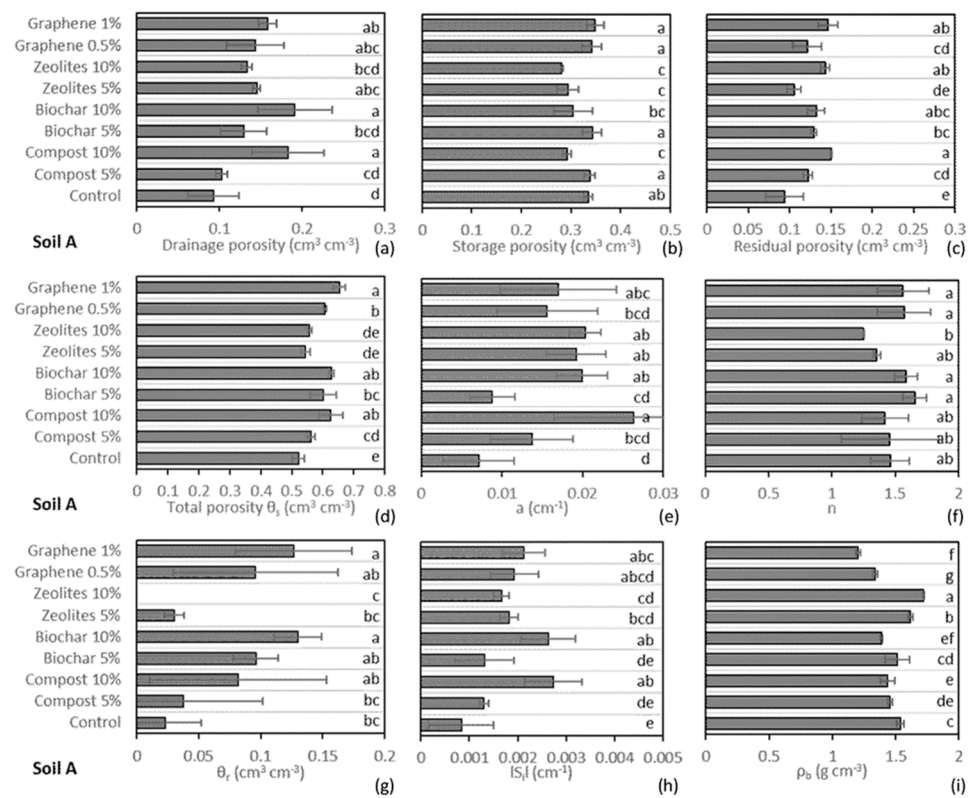 Graphene 1%
Graphene 0.5%
Zeolites 10%
Zeolites 5%
Biochar 10%
Biochar 5%
Compost 10%
Compost 5%
Control
ab
abc
bcd
abc
a
bcd
a
cd
d
0 0.1 0.2 0.3
Soil A
Drainage porosity (cm³ cm-³)
(a)
a
a
c
c
bc
a
c
a
ab
0 0.1 0.2 0.3 0.4 0.5
Storage porosity (cm³ cm-³)
(b)
ab
cd
ab
de
abc
bc
a
cd
e
0 0.05 0.1 0.15 0.2 0.25 0.3
Residual porosity (cm³ cm-³)
(c)
Graphene 1%
Graphene 0.5%
Zeolites 10%
Zeolites 5%
Biochar 10%
Biochar 5%
Compost 10%
Compost 5%
Control
a
b
de
de
ab
bc
ab
cd
e
0 0.1 0.2 0.3 0.4 0.5 0.6 0.7 0.8
Soil A
Total porosity θs (cm³ cm-³)
(d)
abc
bcd
ab
ab
ab
cd
a
bcd
d
0 0.01 0.02 0.03
a (cm-¹)
(e)
a
a
b
ab
a
a
ab
ab
ab
0 0.5 1 1.5 2
n
(f)
Graphene 1%
Graphene 0.5%
Zeolites 10%
Zeolites 5%
Biochar 10%
Biochar 5%
Compost 10%
Compost 5%
Control
a
ab
c
bc
a
ab
ab
bc
bc
0 0.05 0.1 0.15 0.2
Soil A
θr (cm³ cm-³)
(g)
abc
abcd
cd
bcd
ab
de
ab
de
e
0 0.001 0.002 0.003 0.004 0.005
|Si| (cm-¹)
(h)
f
g
a
b
ef
cd
e
de
c
0 0.5 1 1.5 2
ρb (g cm-³)
(i)